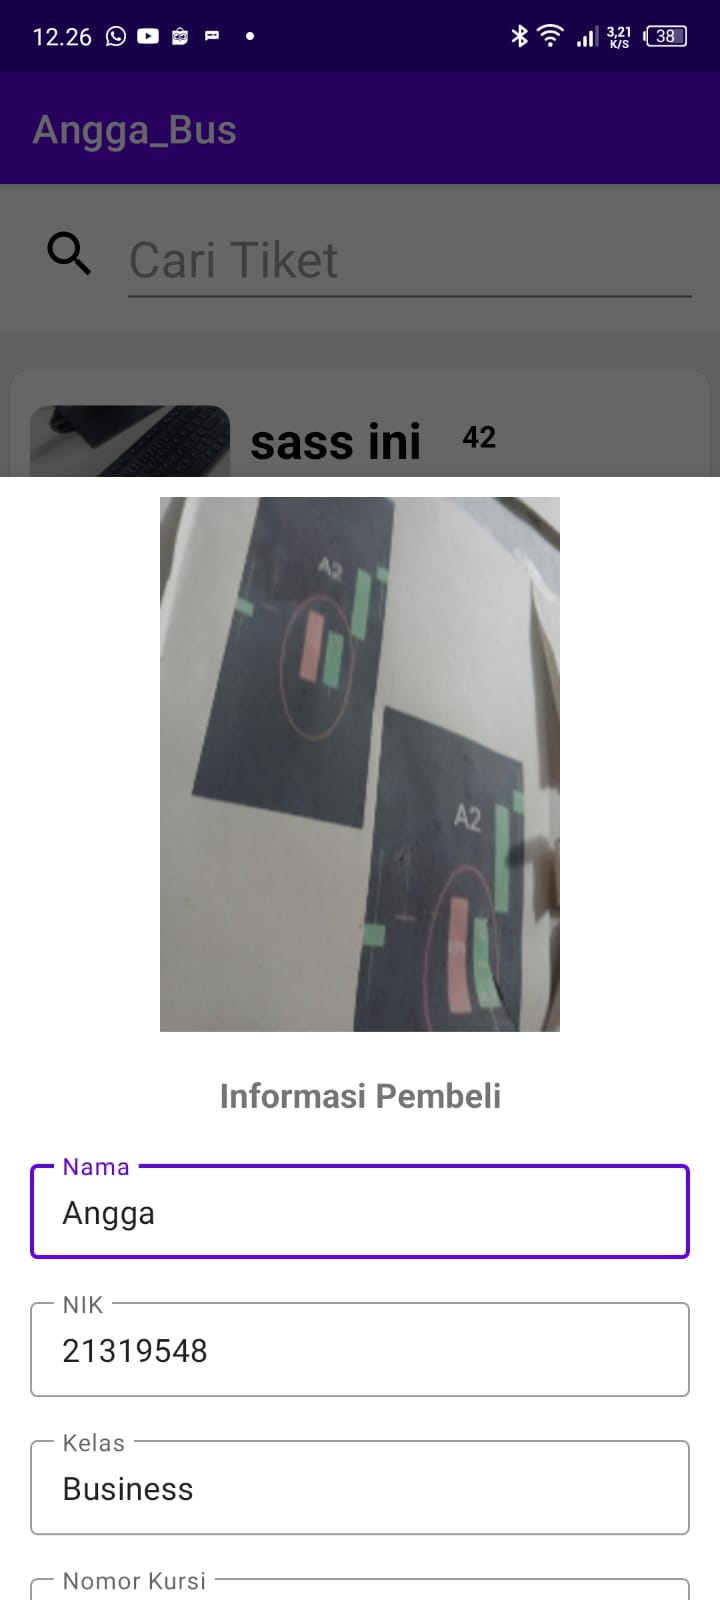 12.26
3,21
K/S
38
Angga_Bus
Cari Tiket
sass ini
42
A2
A2
Informasi Pembeli
Nama
Angga
NIK
21319548
Kelas
Business
Nomor Kursi